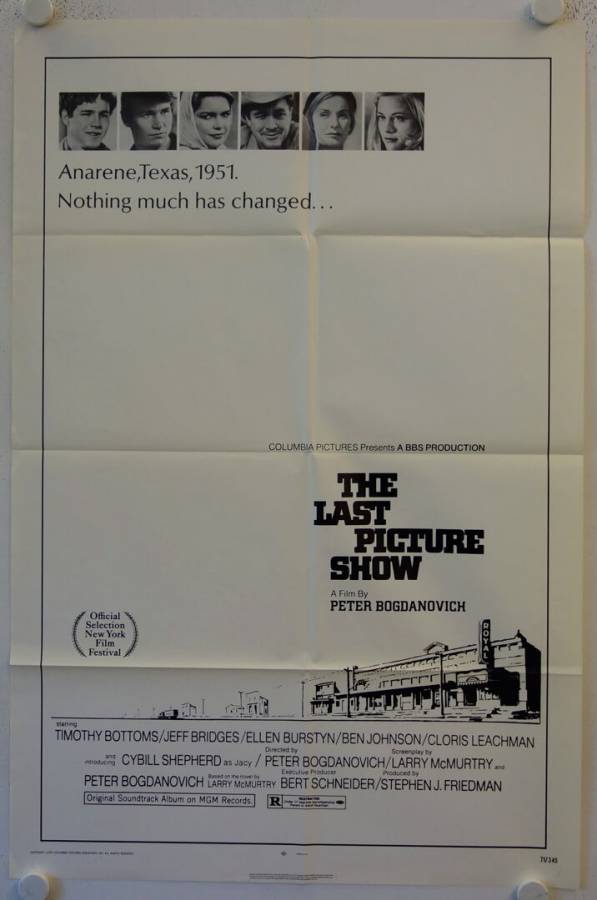 Anarene,Texas, 1951.
Nothing much has changed...
COLUMBIA PICTURES Presents A BBS PRODUCTION
THE
LAST
PICTURE
SHOW
A Film By
PETER BOGDANOVICH
Official
Selection
New York
Film
Festival
ROYAL
starring
TIMOTHY BOTTOMS/JEFF BRIDGES/ELLEN BURSTYN/BEN JOHNSON/CLORIS LEACHMAN
and introducing CYBILL SHEPHERD as Jacy / Directed by PETER BOGDANOVICH/Screenplay by LARRY McMURTRY and
PETER BOGDANOVICH Based on the novel by LARRY McMURTRY Executive Producer BERT SCHNEIDER/Produced by STEPHEN J. FRIEDMAN
Original Soundtrack Album on MGM Records.
R RESTRICTED
71/345